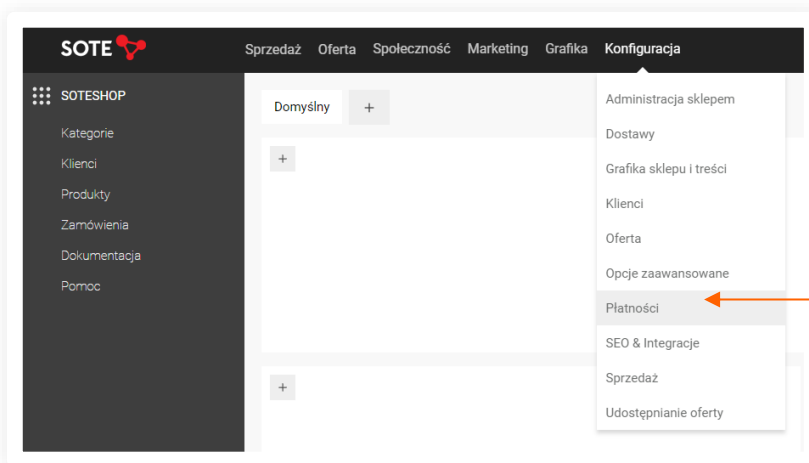 SOTE
Sprzedaż Oferta Społeczność Marketing Grafika Konfiguracja
SOTESHOP
Kategorie
Klienci
Produkty
Zamówienia
Dokumentacja
Pomoc
Domyślny +
+
+
Administracja sklepem
Dostawy
Grafika sklepu i treści
Klienci
Oferta
Opcje zaawansowane
Płatności
SEO & Integracje
Sprzedaż
Udostępnianie oferty